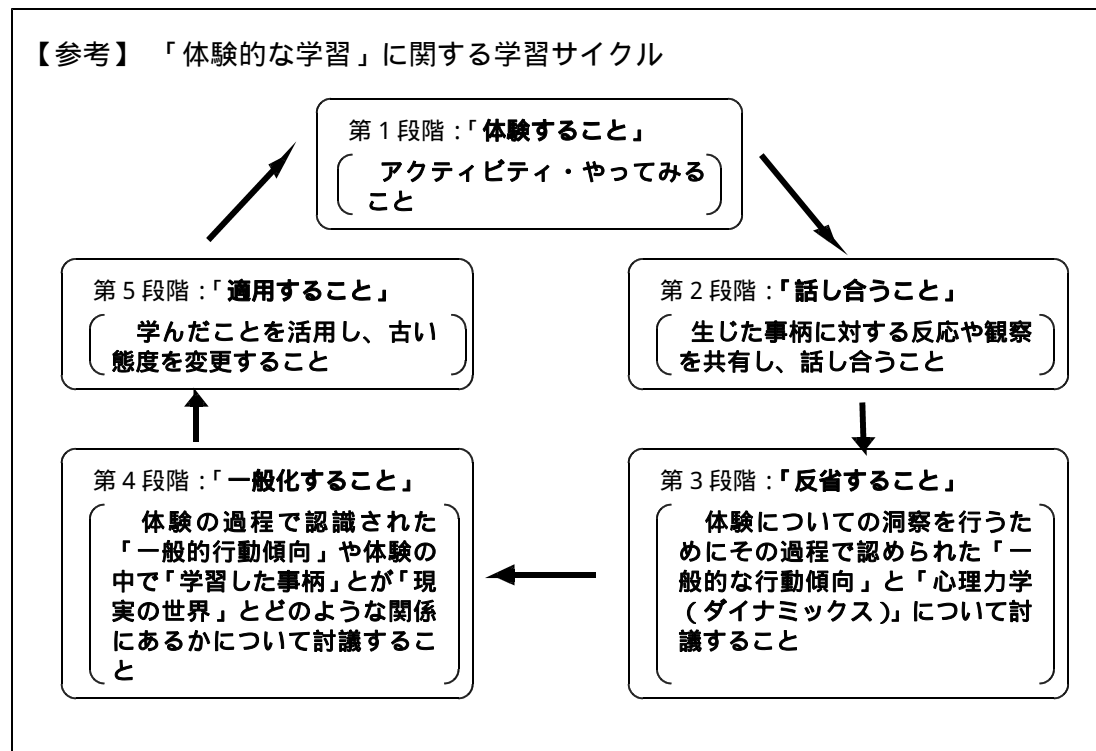 【参考】 「体験的な学習」に関する学習サイクル
第1段階：「体験すること」
アクティビティ・やってみる
こと
第5段階：「適用すること」
学んだことを活用し、古い
態度を変更すること
第2段階：「話し合うこと」
生じた事柄に対する反応や観察
を共有し、話し合うこと
第4段階：「一般化すること」
体験の過程で認識された
「一般的行動傾向」や体験の
中で「学習した事柄」とが「現
実の世界」とどのような関係
にあるかについて討議するこ
と
第3段階：「反省すること」
体験についての洞察を行うた
めにその過程で認められた「一
般的な行動傾向」と「心理力学
（ダイナミックス）」について討
議すること